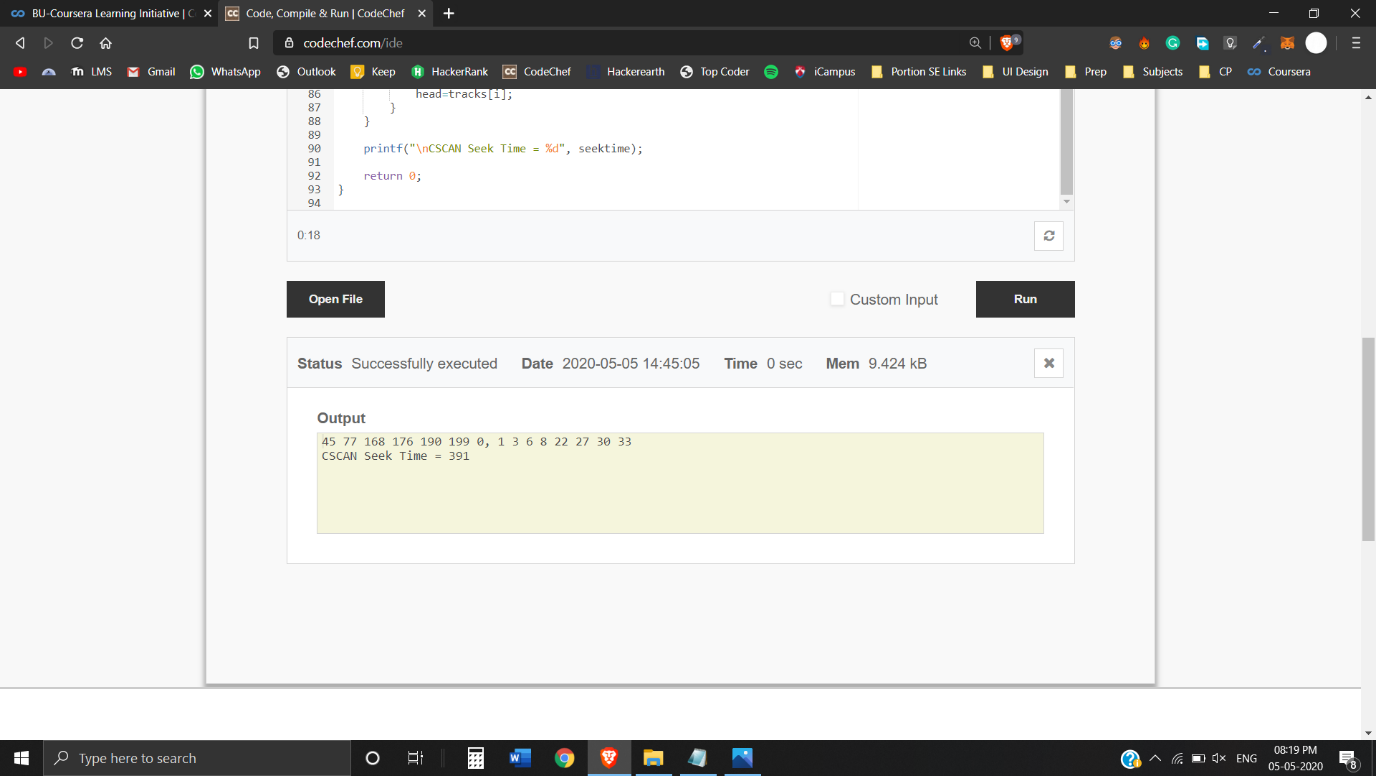 BU-Coursera Learning Initiative | C
Code, Compile & Run | CodeChef
codechef.com/ide
LMS
Gmail
WhatsApp
Outlook
Keep
HackerRank
CodeChef
Hackerearth
Top Coder
iCampus
Portion SE Links
UI Design
Prep
Subjects
CP
Coursera
86 head=tracks[i];
87 }
88 }
89
90 printf("\nCSCAN Seek Time = %d", seektime);
91
92 return 0;
93 }
94
0:18
Open File
Custom Input
Run
Status Successfully executed Date 2020-05-05 14:45:05 Time 0 sec Mem 9.424 kB
Output
45 77 168 176 190 199 0, 1 3 6 8 22 27 30 33
CSCAN Seek Time = 391
Type here to search
ENG
08:19 PM
05-05-2020
8